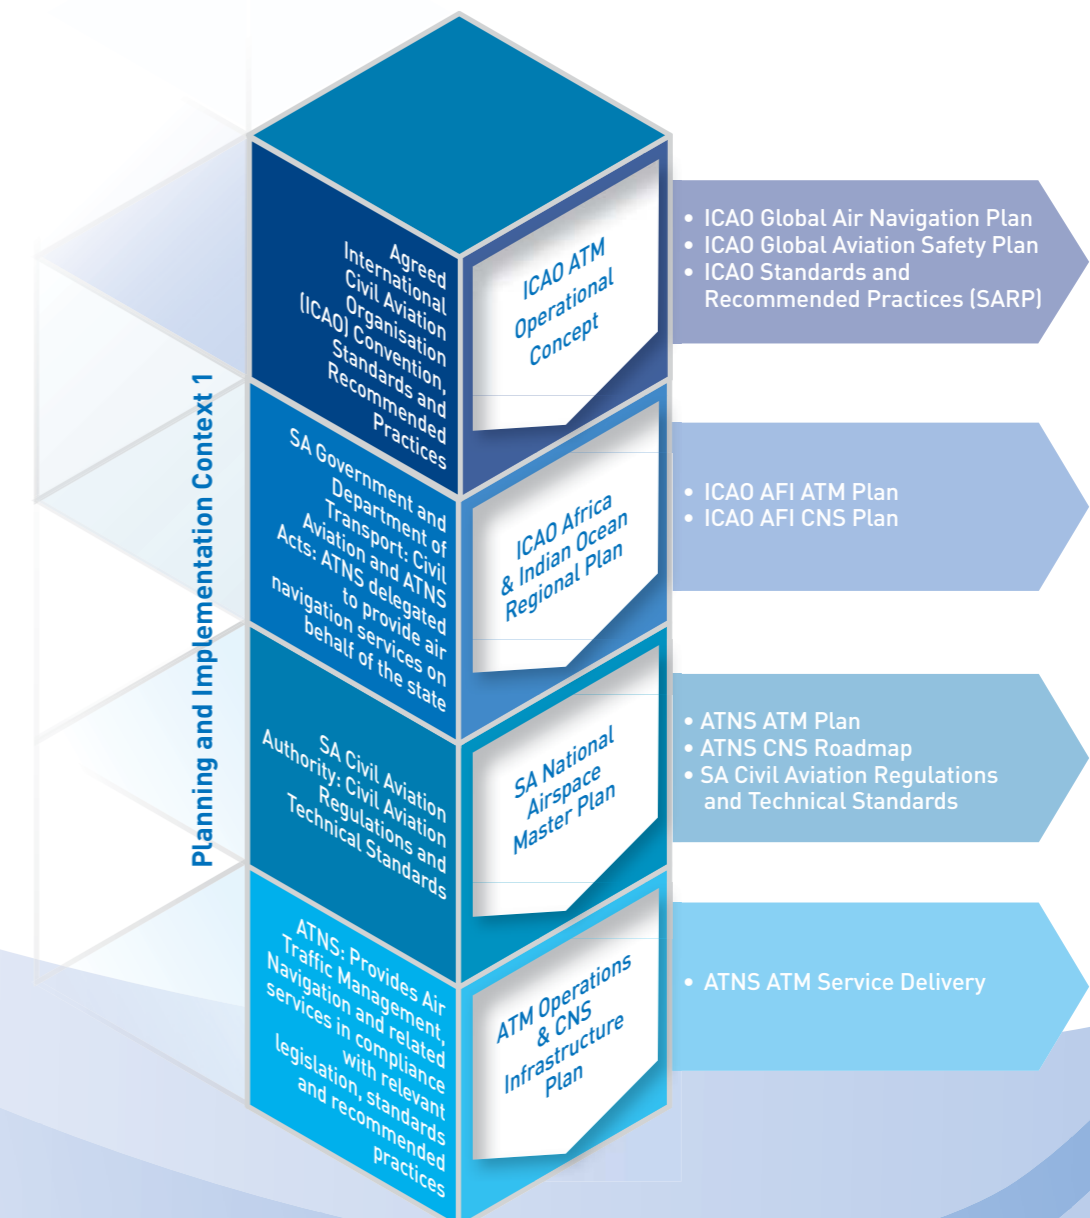 Planning and Implementation Context 1
Agreed
International
Civil Aviation
Organisation
(ICAO) Convention,
Standards and
Recommended
Practices
ICAO ATM
Operational
Concept
• ICAO Global Air Navigation Plan
• ICAO Global Aviation Safety Plan
• ICAO Standards and
Recommended Practices (SARP)
SA Government and
Department of
Transport: Civil
Aviation and ATNS
Acts: ATNS delegated
to provide air
navigation services on
behalf of the state
ICAO Africa
& Indian Ocean
Regional Plan
• ICAO AFI ATM Plan
• ICAO AFI CNS Plan
SA Civil Aviation
Authority: Civil Aviation
Regulations and
Technical Standards
SA National
Airspace
Master Plan
• ATNS ATM Plan
• ATNS CNS Roadmap
• SA Civil Aviation Regulations
and Technical Standards
ATNS: Provides Air
Traffic Management,
Navigation and related
services in compliance
with relevant
legislation, standards
and recommended
practices
ATM Operations
& CNS
Infrastructure
Plan
• ATNS ATM Service Delivery